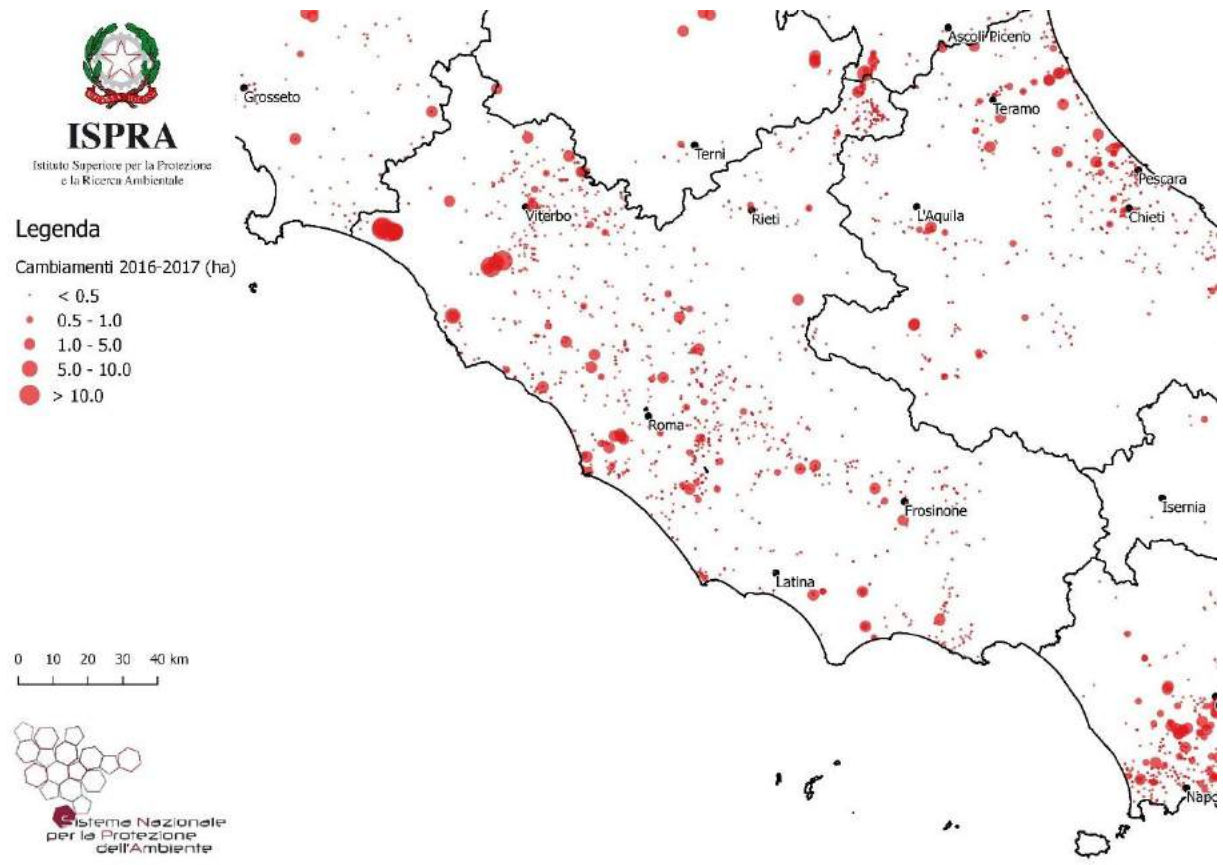 ISPRA
Istituto Superiore per la Protezione
e la Ricerca Ambientale
Legenda
Cambiamenti 2016-2017 (ha)
< 0.5
0.5 - 1.0
1.0 - 5.0
5.0 - 10.0
> 10.0
Grosseto
Ascoli Piceno
Teramo
Terni
Pescara
Viterbo
Rieti
L'Aquila
Chieti
Roma
Frosinone
Isernia
Latina
Napo
0 10 20 30 40 km
Sistema Nazionale
per la Protezione
dell'Ambiente